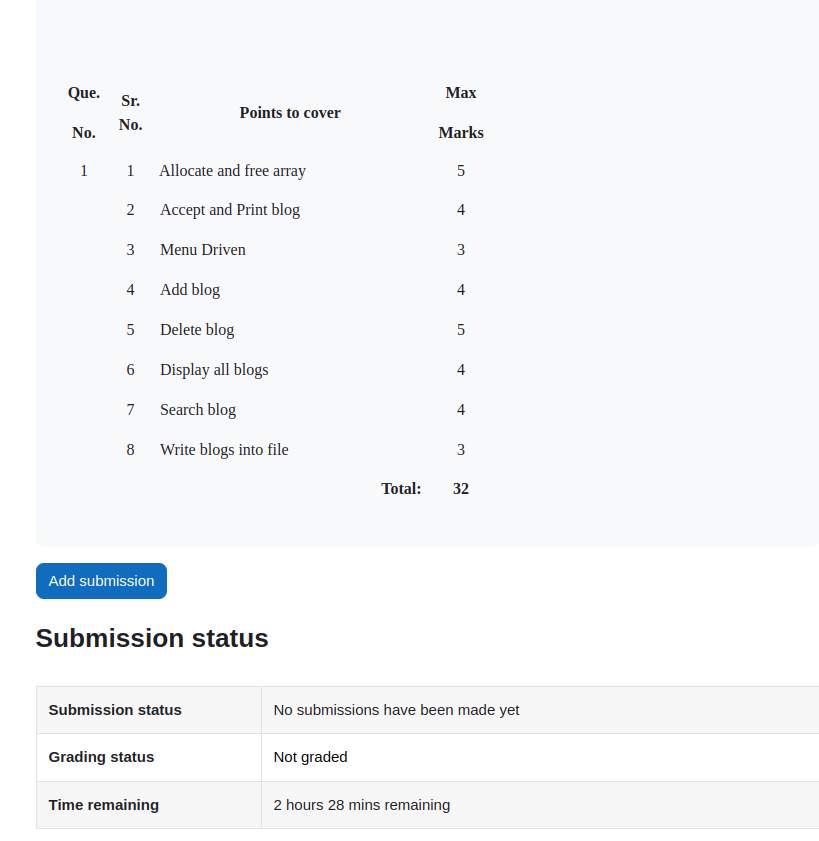 Que. No. Sr. No. Points to cover Max Marks
1 1 Allocate and free array 5
2 Accept and Print blog 4
3 Menu Driven 3
4 Add blog 4
5 Delete blog 5
6 Display all blogs 4
7 Search blog 4
8 Write blogs into file 3
Total: 32
Add submission
Submission status
Submission status No submissions have been made yet
Grading status Not graded
Time remaining 2 hours 28 mins remaining